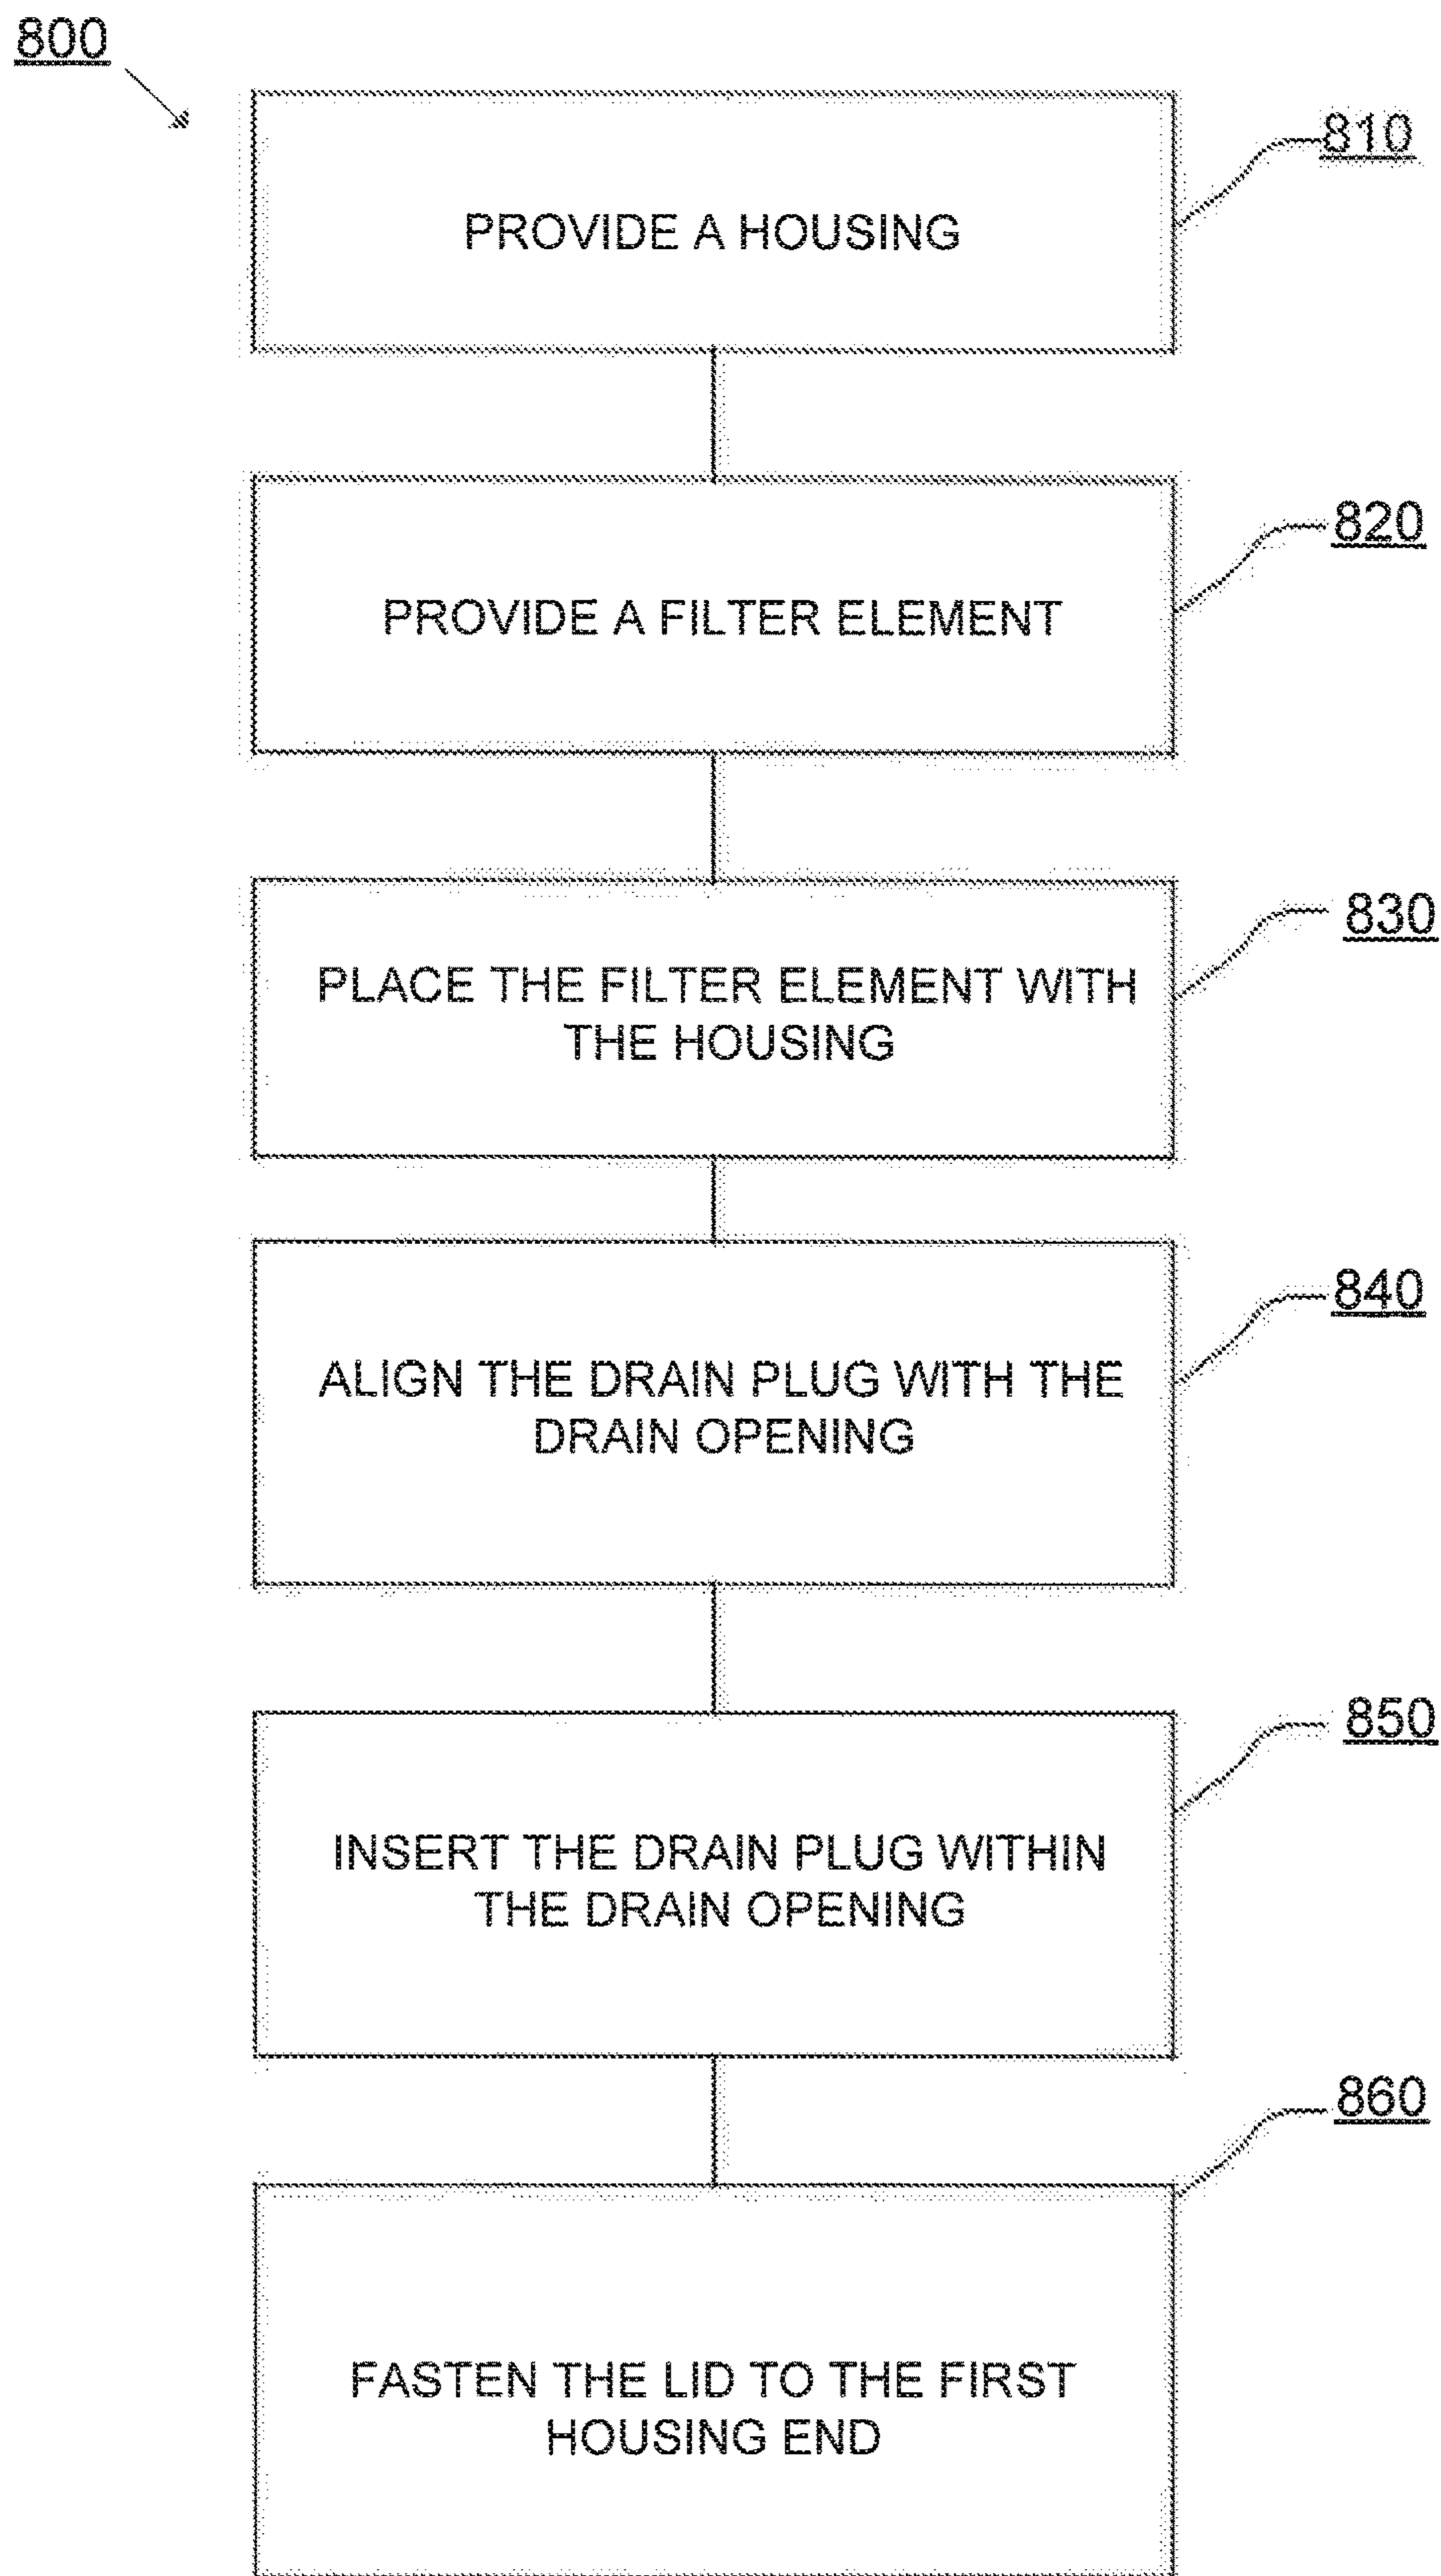 800
810
PROVIDE A HOUSING
820
PROVIDE A FILTER ELEMENT
830
PLACE THE FILTER ELEMENT WITH
THE HOUSING
840
ALIGN THE DRAIN PLUG WITH THE
DRAIN OPENING
850
INSERT THE DRAIN PLUG WITHIN
THE DRAIN OPENING
860
FASTEN THE LID TO THE FIRST
HOUSING END